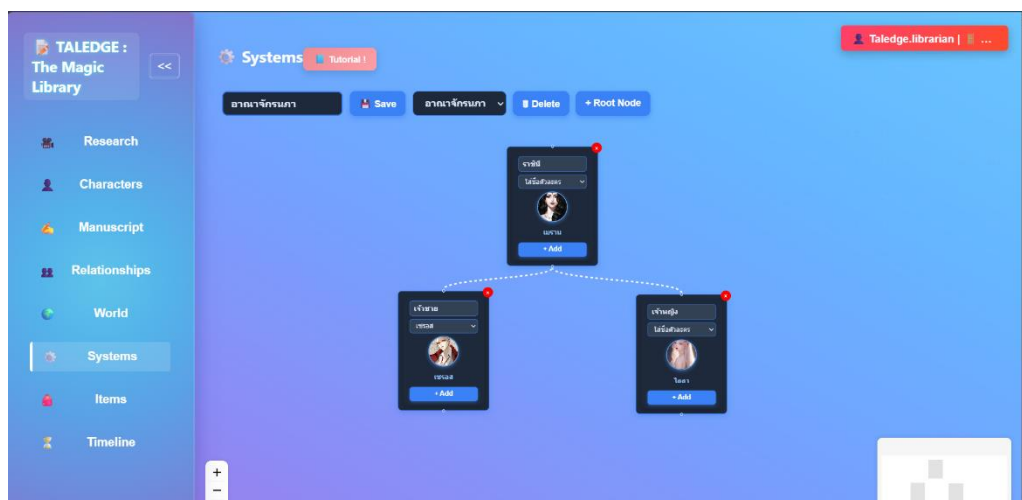 TALEDGE :
The Magic
Library
<<
Research
Characters
Manuscript
Relationships
World
Systems
Items
Timeline
Systems
Tutorial !
Taledge.librarian | ...
อาณาจักรนภา
Save
อาณาจักรนภา
Delete
+ Root Node
ราชินี
ใส่ชื่อตัวละคร
เมราน
+ Add
x
เจ้าชาย
เซรอส
เซรอส
+ Add
x
เจ้าหญิง
ใส่ชื่อตัวละคร
+ Add
x
+
−